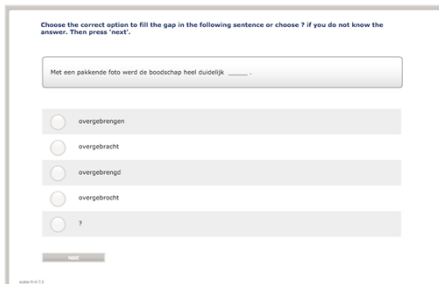 Choose the correct option to fill the gap in the following sentence or choose ? if you do not know the
answer. Then press 'next'.
Met een pakkende foto werd de boodschap heel duidelijk _____ .
overgebrengen
overgebracht
overgebrengd
overgebrocht
?
next